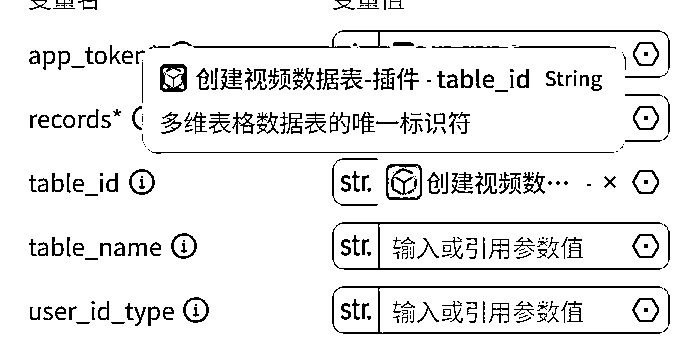 变量名 变量值
app_token
创建视频数据表-插件 - table_id String
多维表格数据表的唯一标识符
records*
table_id str. 创建视频数… - ×
table_name str. 输入或引用参数值
user_id_type str. 输入或引用参数值